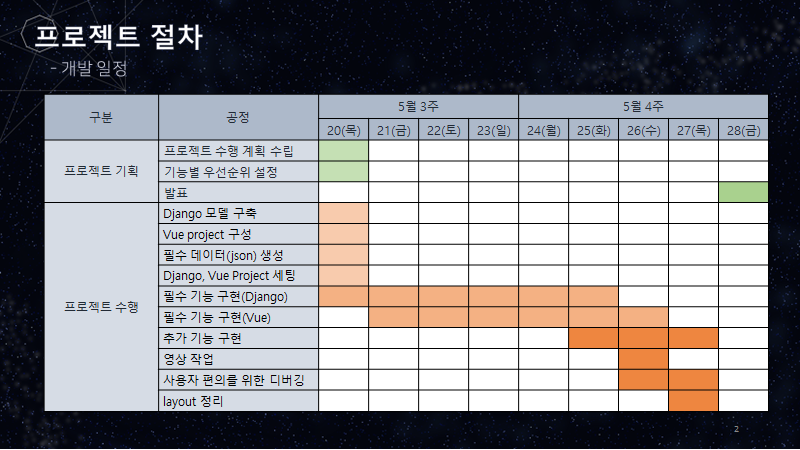 프로젝트 절차
- 개발 일정
구분 공정 5월 3주 5월 4주
20(목) 21(금) 22(토) 23(일) 24(월) 25(화) 26(수) 27(목) 28(금)
프로젝트 기획
프로젝트 수행 계획 수립
기능별 우선순위 설정
발표
프로젝트 수행
Django 모델 구축
Vue project 구성
필수 데이터(json) 생성
Django, Vue Project 세팅
필수 기능 구현(Django)
필수 기능 구현(Vue)
추가 기능 구현
영상 작업
사용자 편의를 위한 디버깅
layout 정리
2